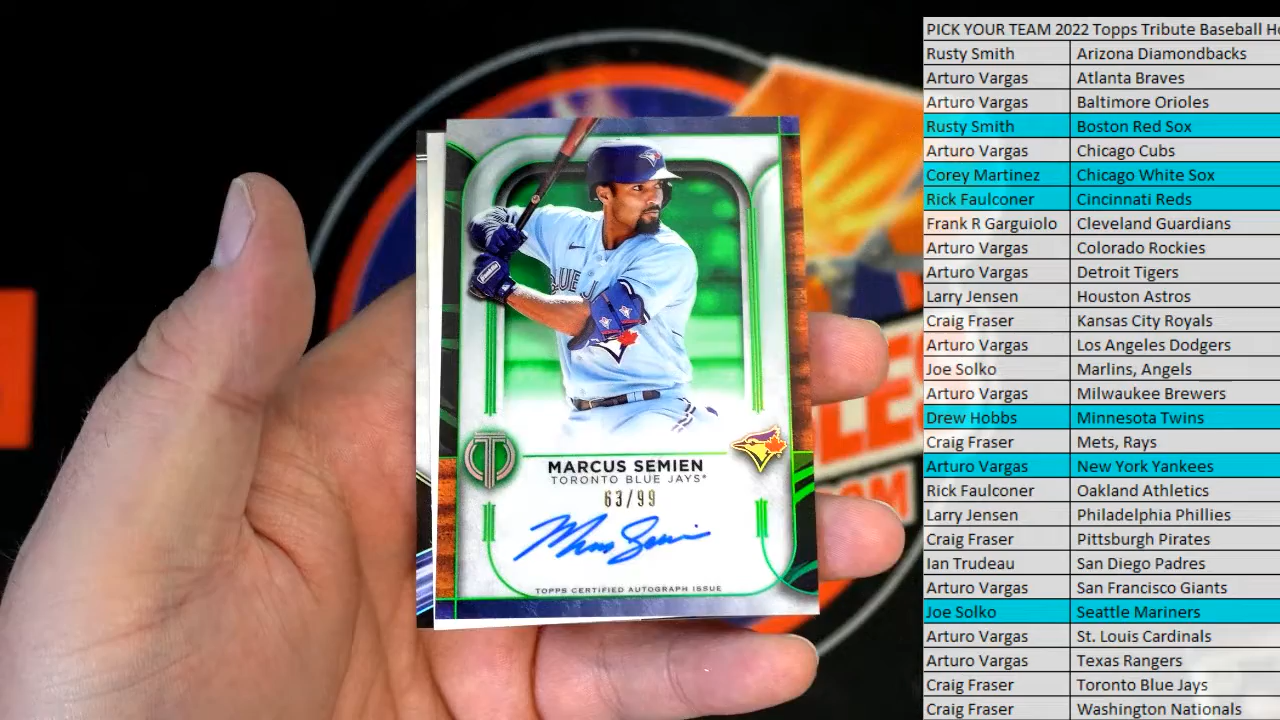 PICK YOUR TEAM 2022 Topps Tribute Baseball
Rusty Smith Arizona Diamondbacks
Arturo Vargas Atlanta Braves
Arturo Vargas Baltimore Orioles
Rusty Smith Boston Red Sox
Arturo Vargas Chicago Cubs
Corey Martinez Chicago White Sox
Rick Faulconer Cincinnati Reds
Frank R Garguiolo Cleveland Guardians
Arturo Vargas Colorado Rockies
Arturo Vargas Detroit Tigers
Larry Jensen Houston Astros
Craig Fraser Kansas City Royals
Arturo Vargas Los Angeles Dodgers
Joe Solko Marlins, Angels
Arturo Vargas Milwaukee Brewers
Drew Hobbs Minnesota Twins
Craig Fraser Mets, Rays
Arturo Vargas New York Yankees
Rick Faulconer Oakland Athletics
Larry Jensen Philadelphia Phillies
Craig Fraser Pittsburgh Pirates
Ian Trudeau San Diego Padres
Arturo Vargas San Francisco Giants
Joe Solko Seattle Mariners
Arturo Vargas St. Louis Cardinals
Arturo Vargas Texas Rangers
Craig Fraser Toronto Blue Jays
Craig Fraser Washington Nationals
MARCUS SEMIEN
TORONTO BLUE JAYS
63/99
TOPPS CERTIFIED AUTOGRAPH ISSUE